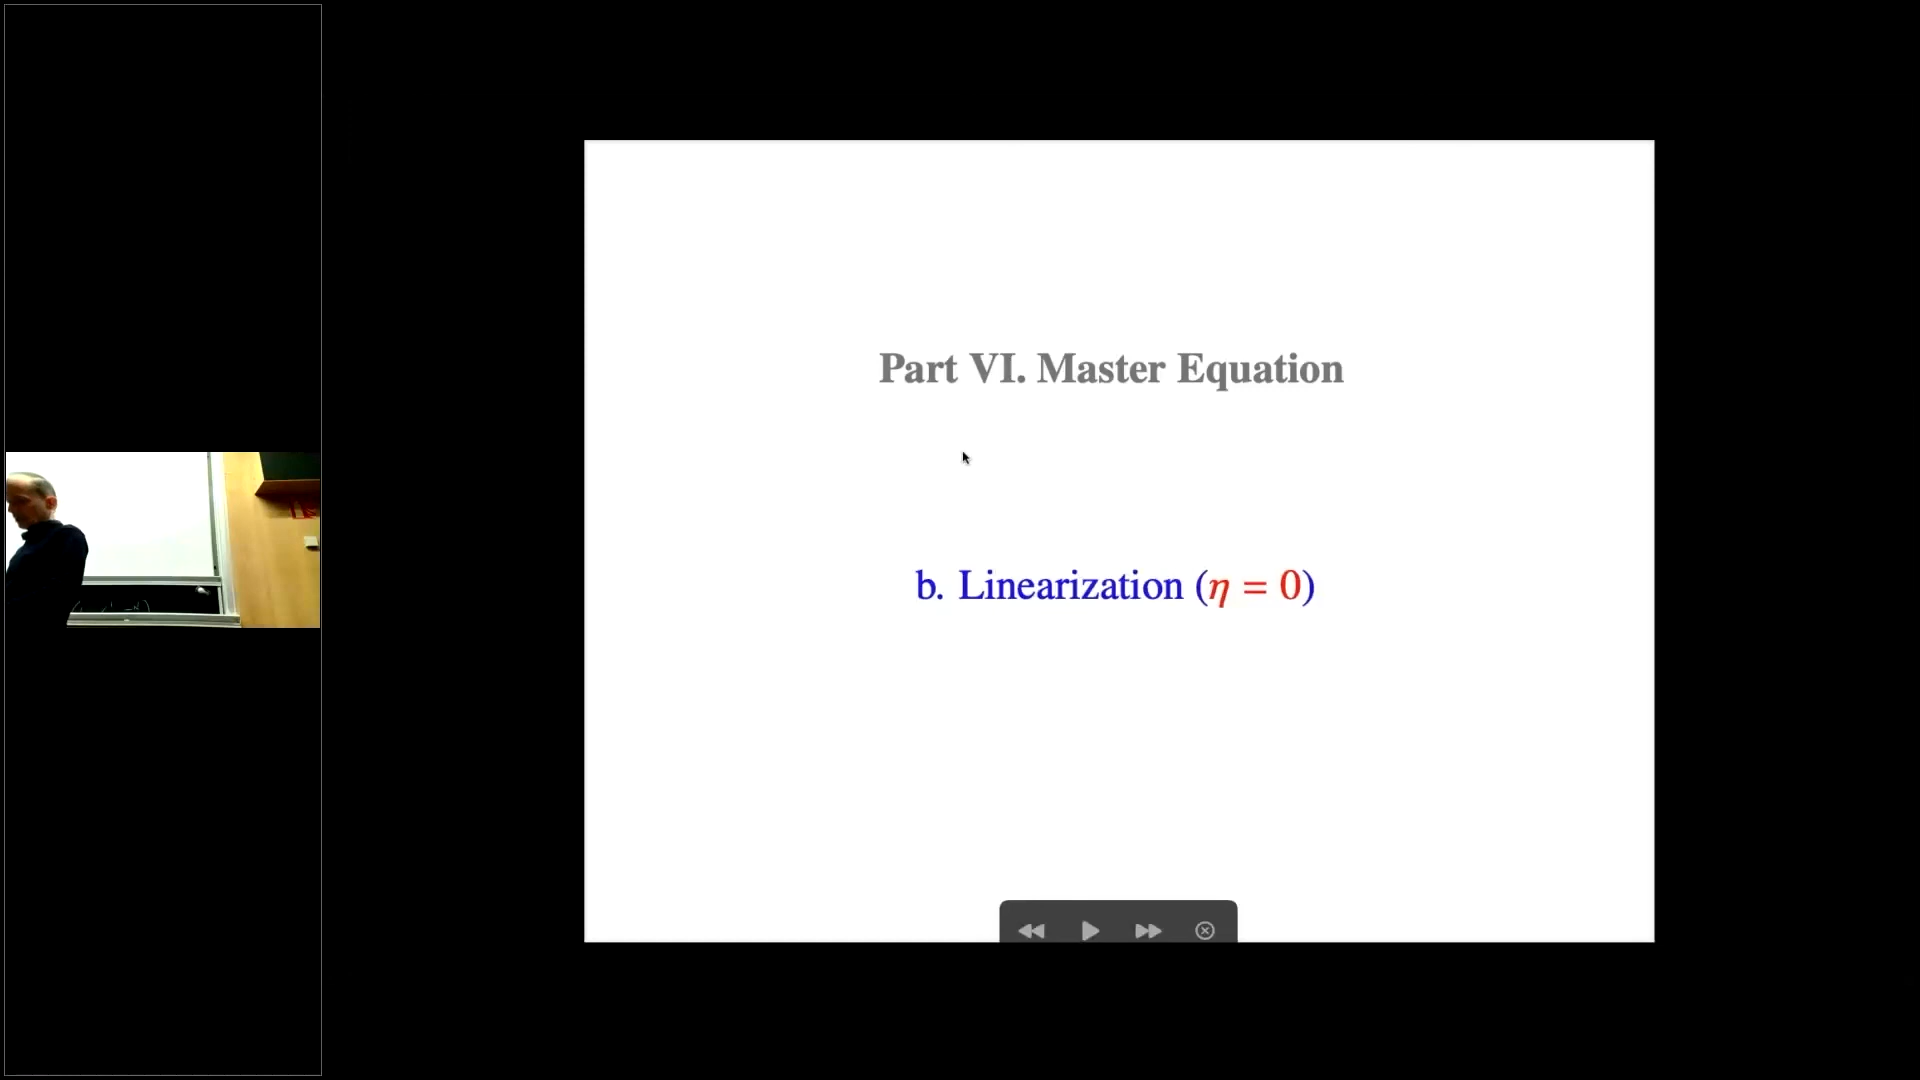 Part VI. Master Equation
b. Linearization (η = 0)